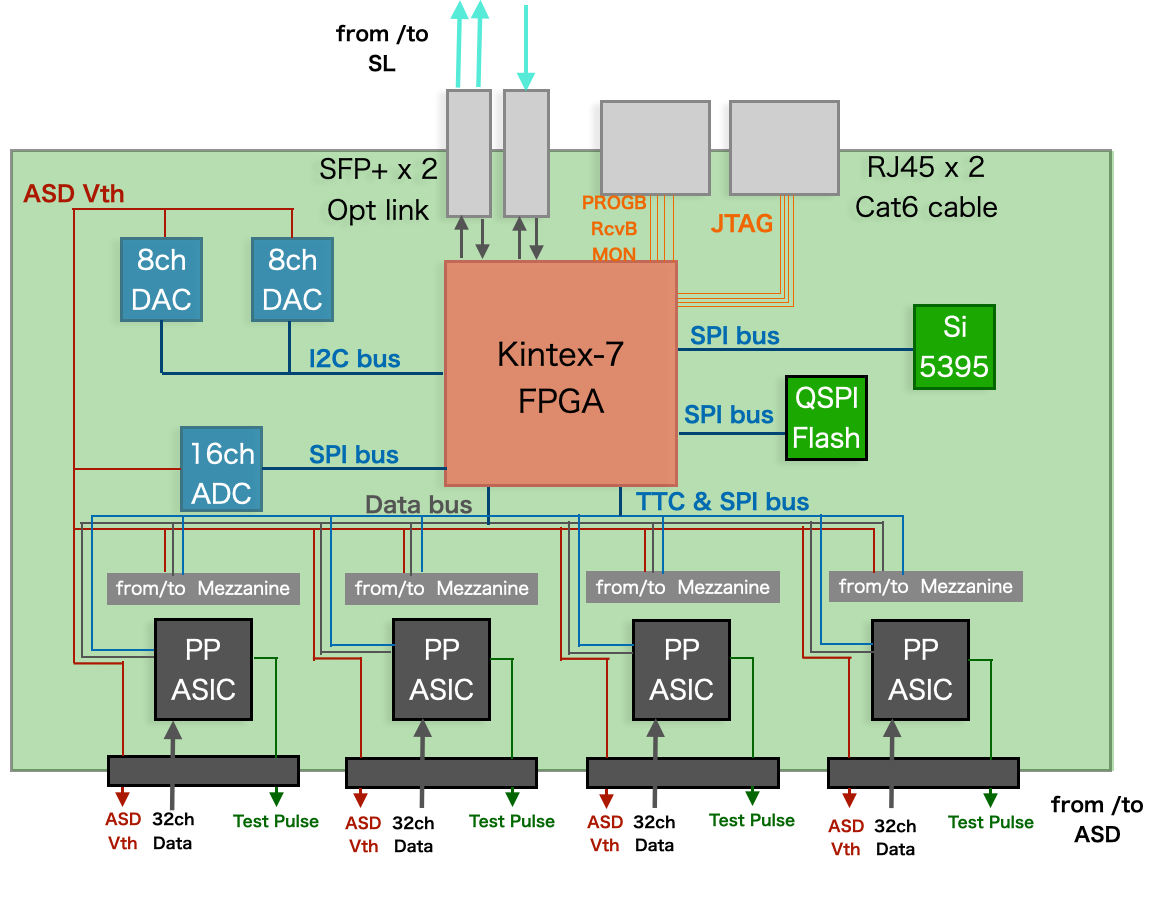 from /to
SL
SFP+ x 2
Opt link
RJ45 x 2
Cat6 cable
ASD Vth
PROGB
RcvB
MON
JTAG
8ch
DAC
8ch
DAC
I2C bus
Kintex-7
FPGA
SPI bus
Si
5395
SPI bus
QSPI
Flash
16ch
ADC
SPI bus
Data bus
TTC & SPI bus
from/to Mezzanine
from/to Mezzanine
from/to Mezzanine
from/to Mezzanine
PP
ASIC
PP
ASIC
PP
ASIC
PP
ASIC
ASD
Vth
32ch
Data
Test Pulse
ASD
Vth
32ch
Data
Test Pulse
ASD
Vth
32ch
Data
Test Pulse
ASD
Vth
32ch
Data
Test Pulse
from /to
ASD